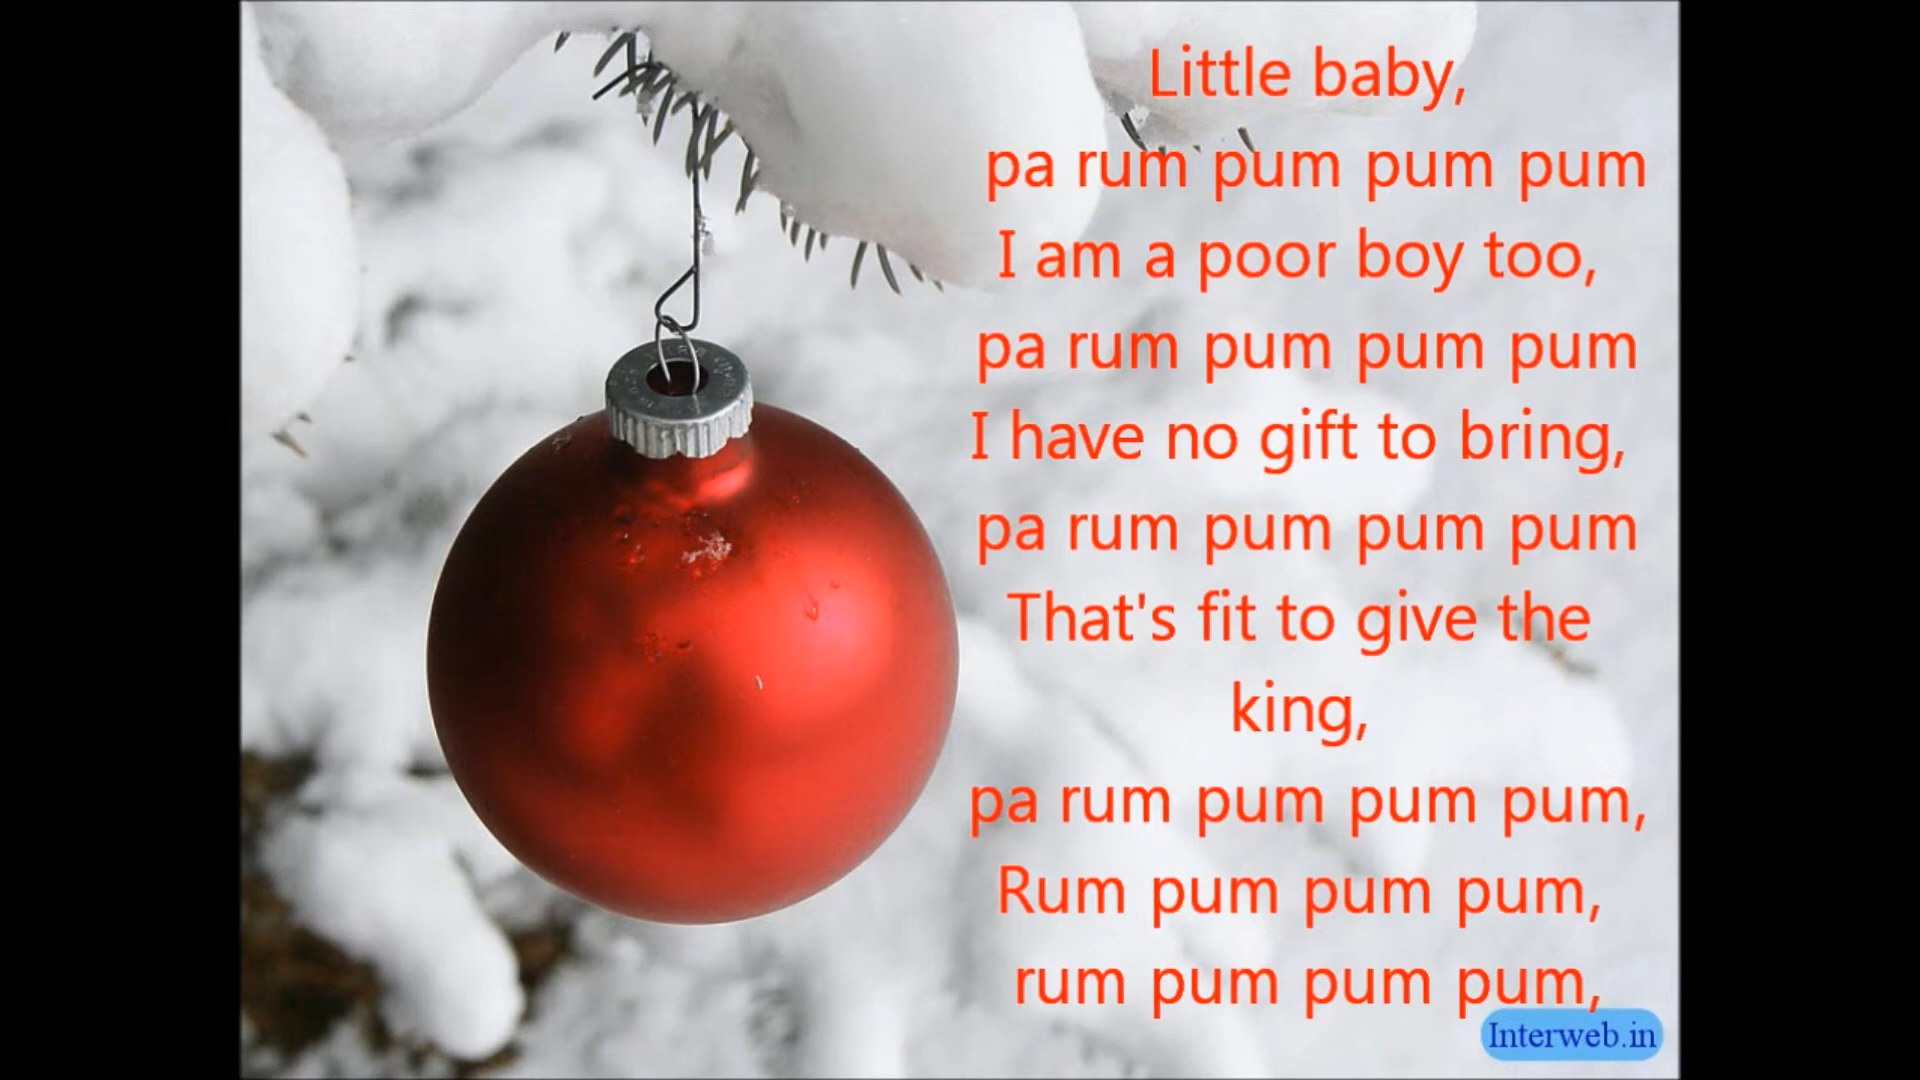 Little baby,
pa rum pum pum pum
I am a poor boy too,
pa rum pum pum pum
I have no gift to bring,
pa rum pum pum pum
That's fit to give the
king,
pa rum pum pum pum,
Rum pum pum pum,
rum pum pum pum,
Interweb.in